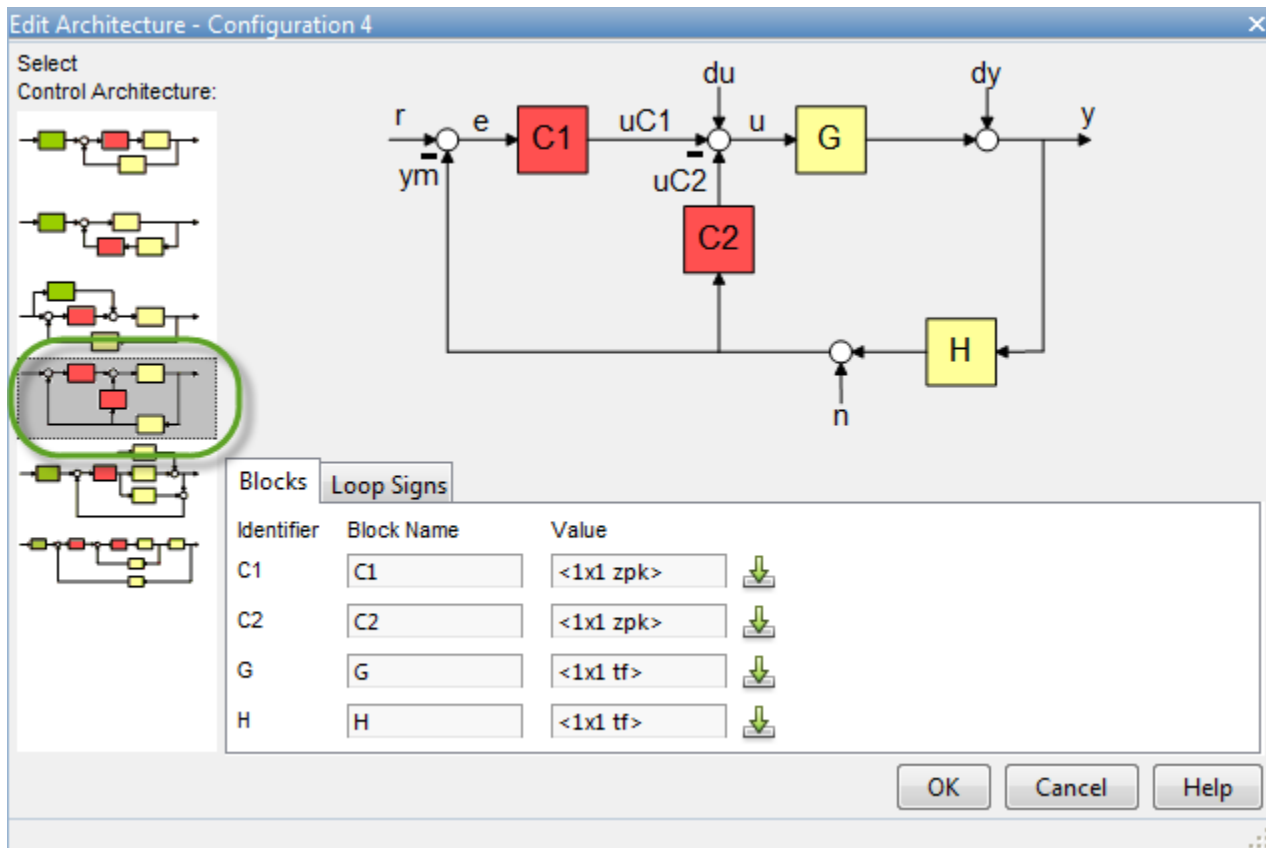 Edit Architecture - Configuration 4
Select
Control Architecture:
du
dy
r
e
C1
uC1
u
G
y
ym
uC2
C2
H
n
Blocks
Loop Signs
Identifier Block Name Value
C1 C1 <1x1 zpk>
C2 C2 <1x1 zpk>
G G <1x1 tf>
H H <1x1 tf>
OK Cancel Help